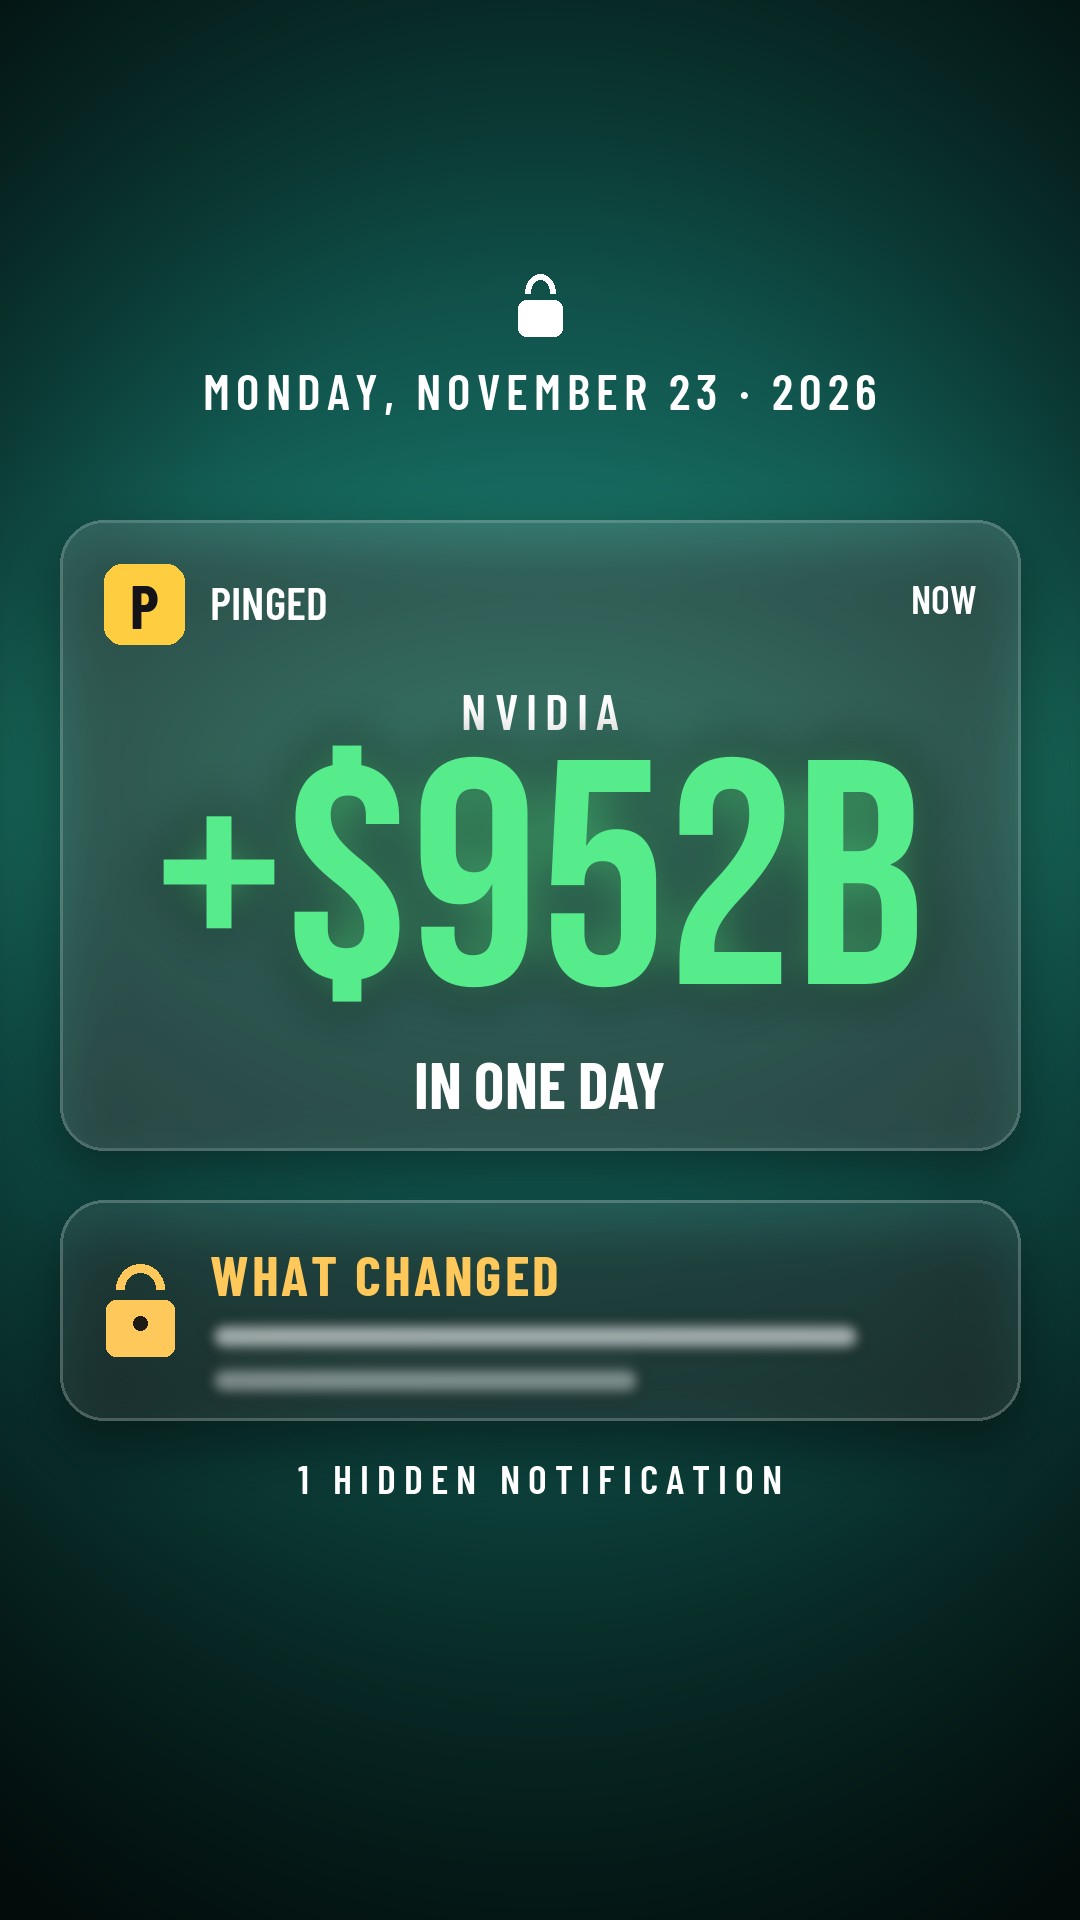 MONDAY, NOVEMBER 23 · 2026
P PINGED NOW
NVIDIA
+$952B
IN ONE DAY
WHAT CHANGED
1 HIDDEN NOTIFICATION